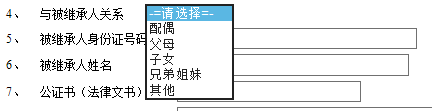 4、 与被继承人关系 -=请选择=-
配偶
5、 被继承人身份证号码
父母
子女
6、 被继承人姓名
兄弟姐妹
7、 公证书（法律文书）
其他